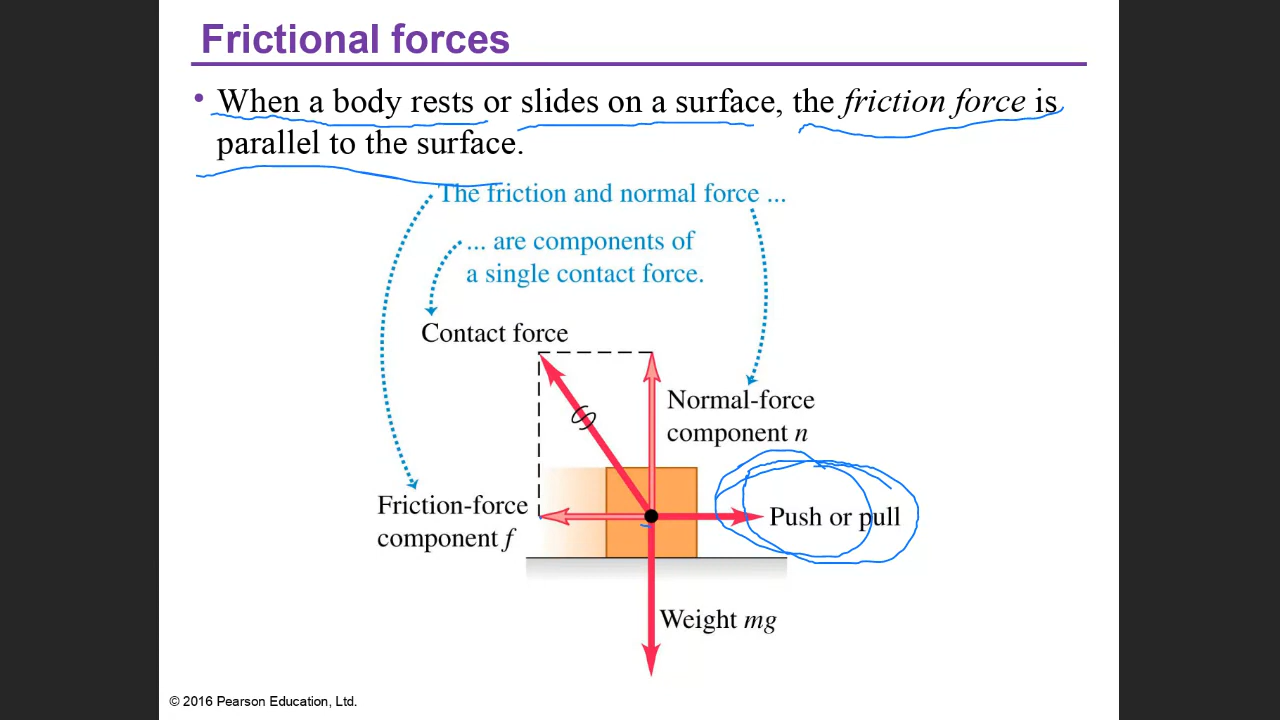 Frictional forces
• When a body rests or slides on a surface, the friction force is
parallel to the surface.
The friction and normal force ...
... are components of
a single contact force.
Contact force
Normal-force
component n
Friction-force
component f
Push or pull
Weight mg
© 2016 Pearson Education, Ltd.